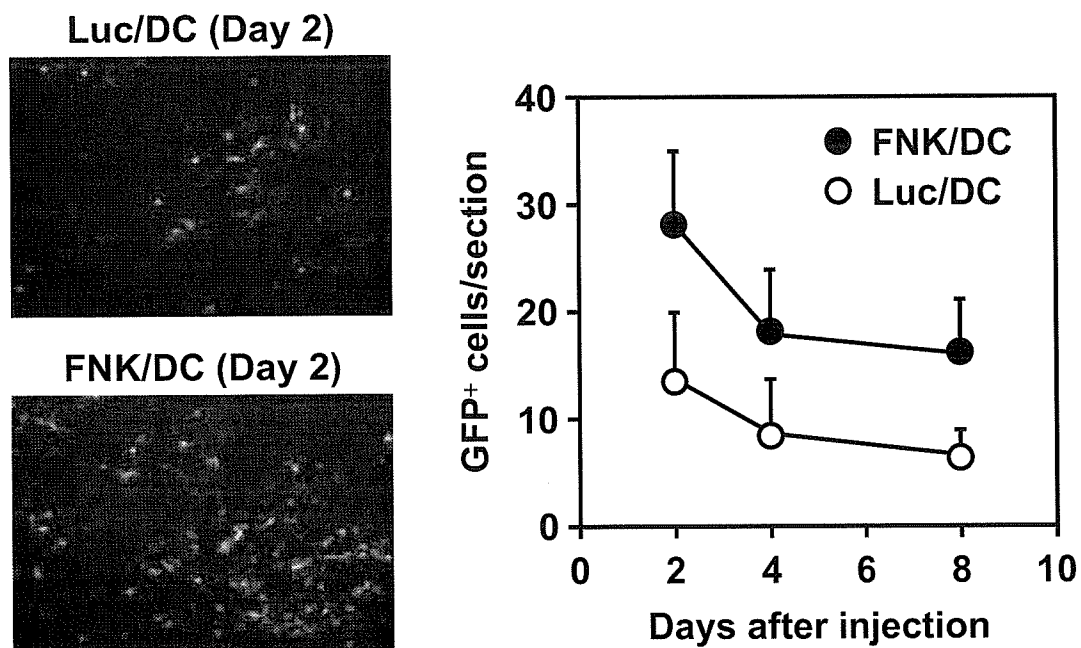 Luc/DC (Day 2)
FNK/DC (Day 2)
GFP+ cells/section
40
30
20
10
0
FNK/DC
Luc/DC
0 2 4 6 8 10
Days after injection